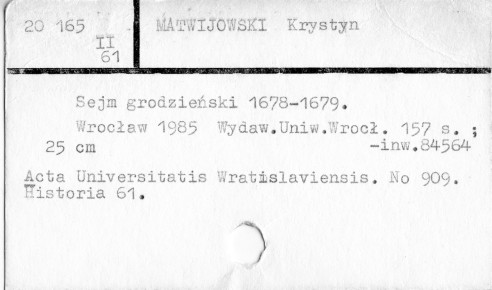 20 165 MATWIJOWSKI Krystyn
II
61
Sejm grodzieński 1678-1679.
Wrocław 1985 Wydaw.Uniw.Wrocł. 157 s. ;
25 cm -inw.84564
Acta Universitatis Wratislaviensis. No 909.
Historia 61.